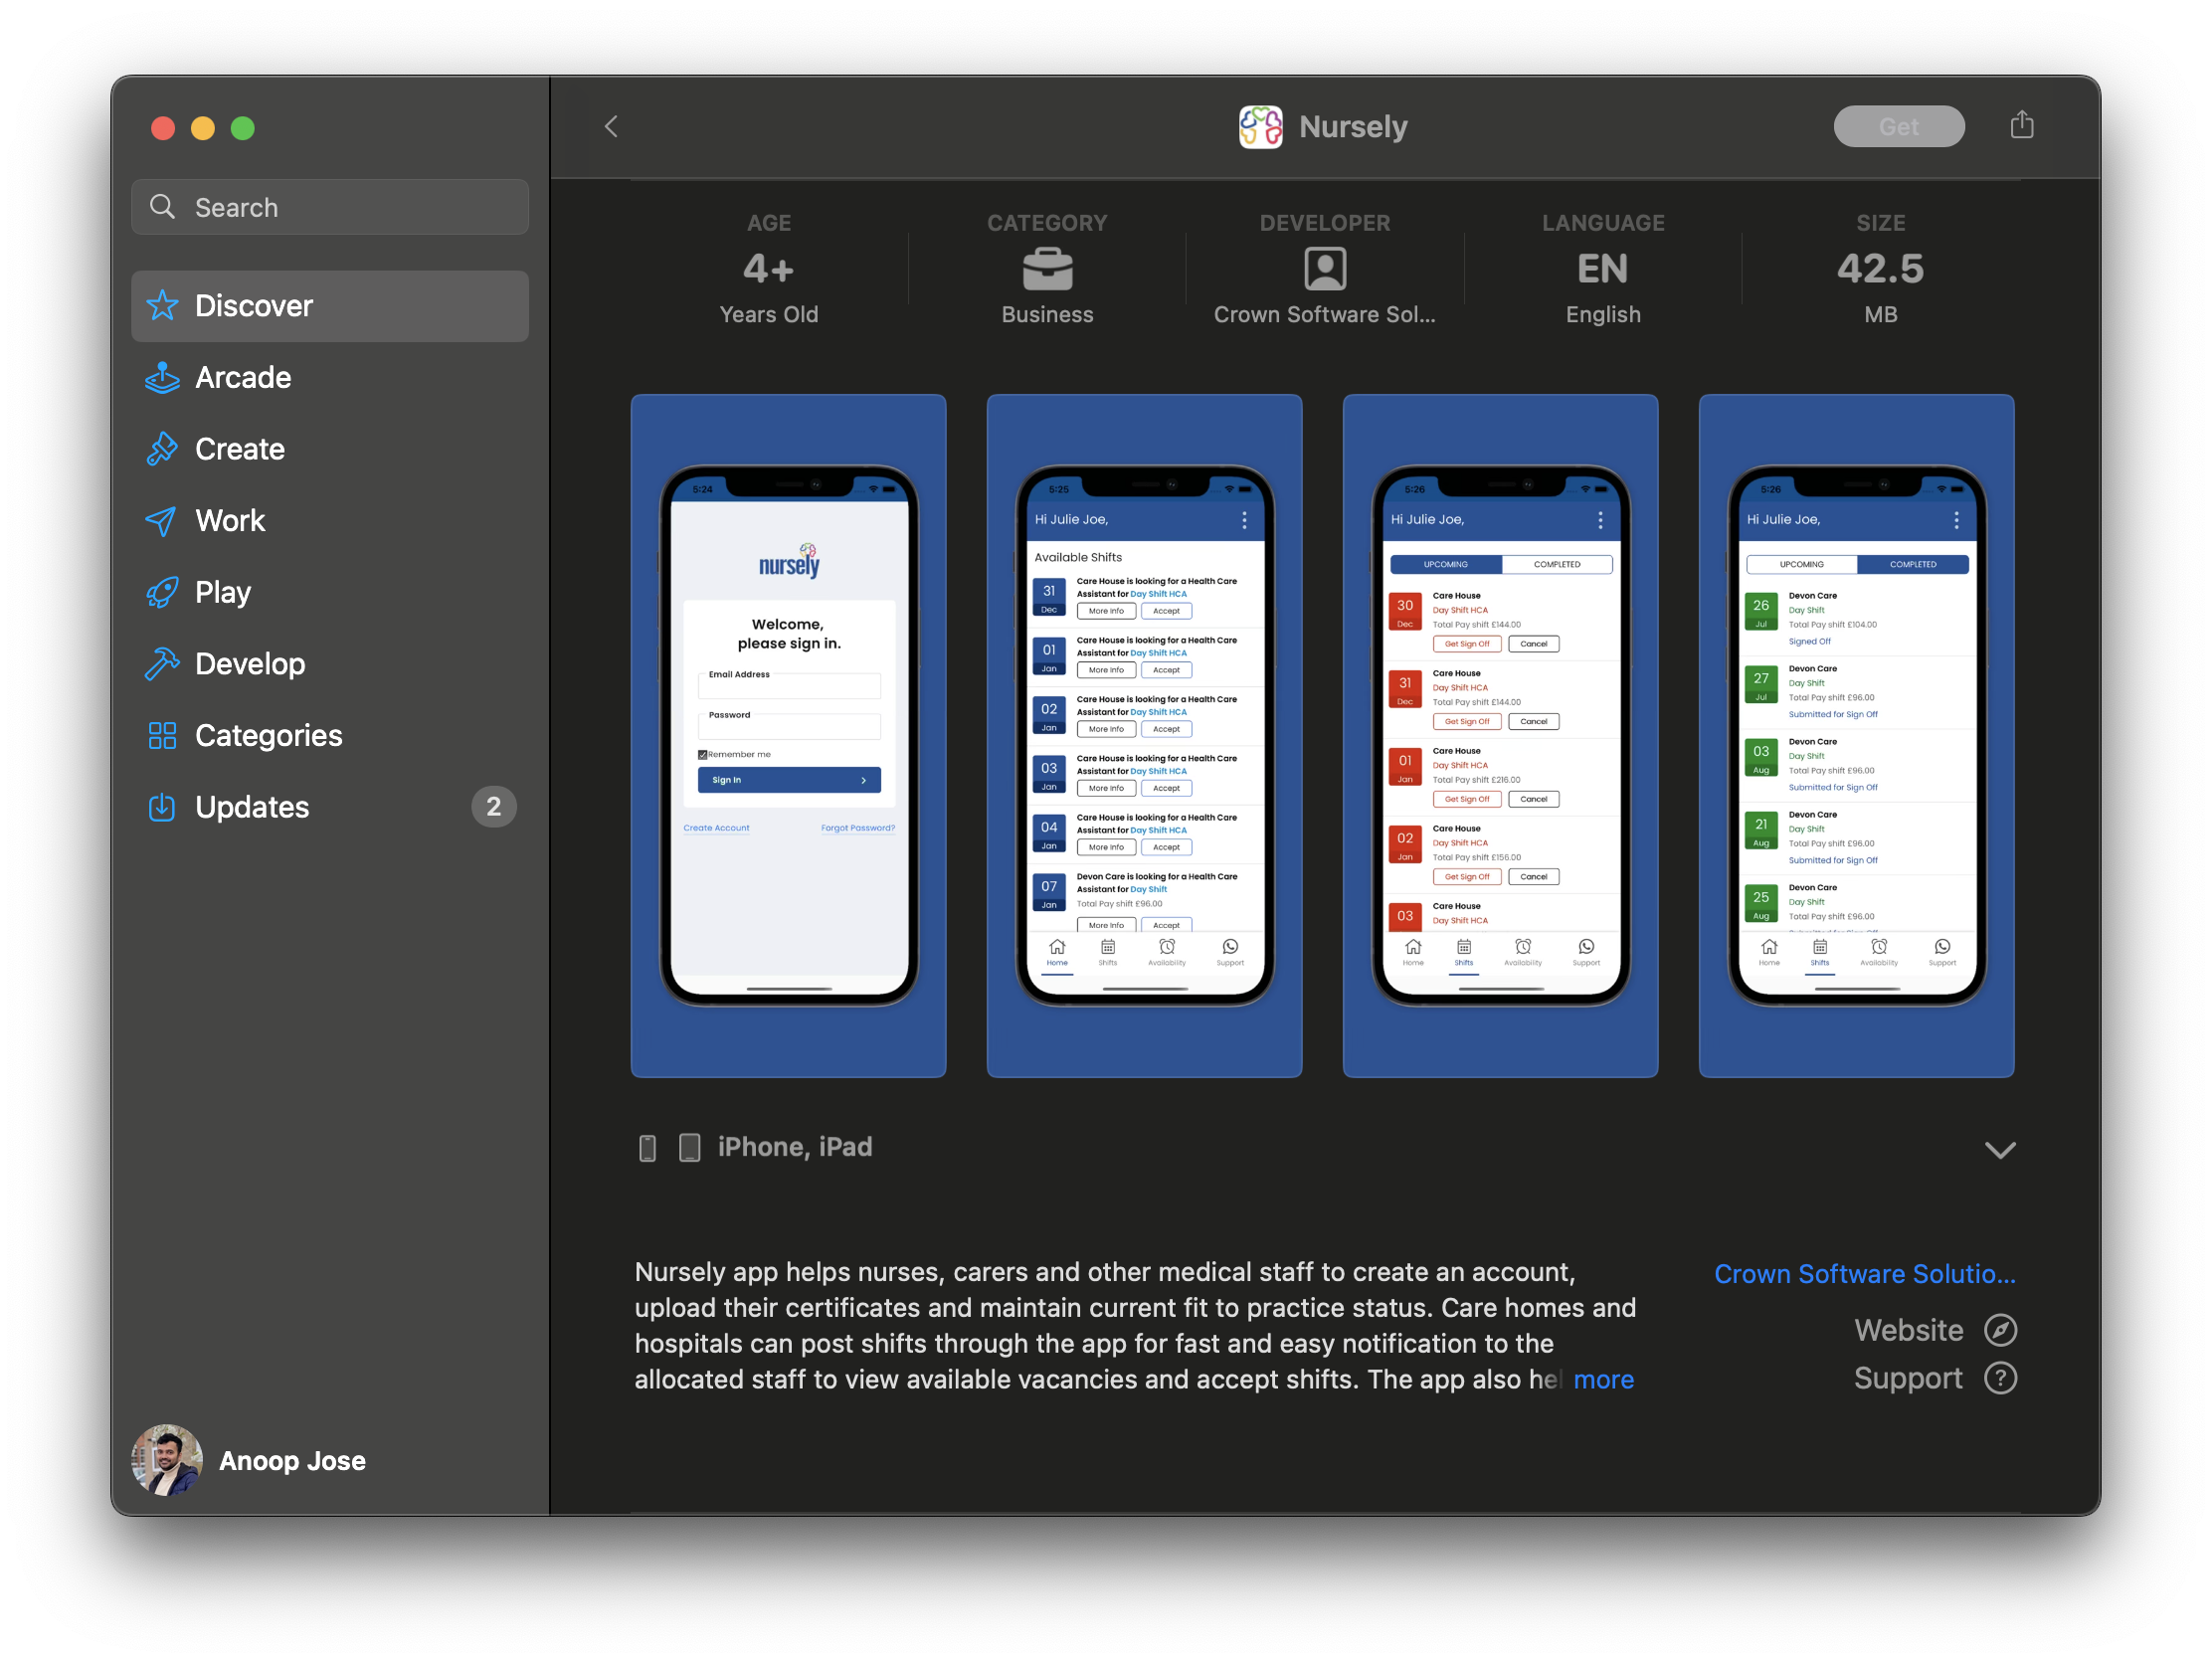 Search
Discover
Arcade
Create
Work
Play
Develop
Categories
Updates 2
Anoop Jose
Nursely
Get
AGE
4+
Years Old
CATEGORY
Business
DEVELOPER
Crown Software Sol...
LANGUAGE
EN
English
SIZE
42.5
MB
5:24
nursely
Welcome,
please sign in.
Email Address
Password
Remember me
Sign In
Create Account Forgot Password?
5:25
Hi Julie Joe,
Available Shifts
31 Dec
Care House is looking for a Health Care
Assistant for Day Shift HCA
More Info Accept
01 Jan
Care House is looking for a Health Care
Assistant for Day Shift HCA
More Info Accept
02 Jan
Care House is looking for a Health Care
Assistant for Day Shift HCA
More Info Accept
03 Jan
Care House is looking for a Health Care
Assistant for Day Shift HCA
More Info Accept
04 Jan
Care House is looking for a Health Care
Assistant for Day Shift HCA
More Info Accept
07 Jan
Devon Care is looking for a Health Care
Assistant for Day Shift
Total Pay shift £96.00
More Info Accept
Home Shifts Availability Support
5:26
Hi Julie Joe,
UPCOMING COMPLETED
30 Dec
Care House
Day Shift HCA
Total Pay shift £144.00
Get Sign Off Cancel
31 Dec
Care House
Day Shift HCA
Total Pay shift £144.00
Get Sign Off Cancel
01 Jan
Care House
Day Shift HCA
Total Pay shift £216.00
Get Sign Off Cancel
02 Jan
Care House
Day Shift HCA
Total Pay shift £156.00
Get Sign Off Cancel
03
Care House
Day Shift HCA
Home Shifts Availability Support
5:26
Hi Julie Joe,
UPCOMING COMPLETED
26 Jul
Devon Care
Day Shift
Total Pay shift £104.00
Signed Off
27 Jul
Devon Care
Day Shift
Total Pay shift £96.00
Submitted for Sign Off
03 Aug
Devon Care
Day Shift
Total Pay shift £96.00
Submitted for Sign Off
21 Aug
Devon Care
Day Shift
Total Pay shift £96.00
Submitted for Sign Off
25 Aug
Devon Care
Day Shift
Total Pay shift £96.00
Home Shifts Availability Support
iPhone, iPad
Nursely app helps nurses, carers and other medical staff to create an account,
upload their certificates and maintain current fit to practice status. Care homes and
hospitals can post shifts through the app for fast and easy notification to the
allocated staff to view available vacancies and accept shifts. The app also hel more
Crown Software Solutio...
Website
Support